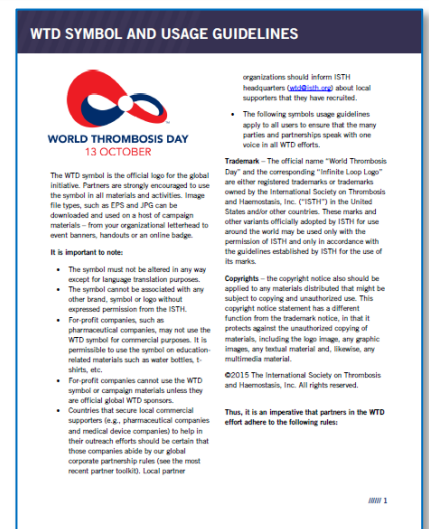 WTD SYMBOL AND USAGE GUIDELINES
WORLD THROMBOSIS DAY
13 OCTOBER
The WTD symbol is the official logo for the global
initiative. Partners are strongly encouraged to use
the symbol in all materials and activities. Image
file types, such as EPS and JPG can be
downloaded and used on a host of campaign
materials – from your organizational letterhead to
event banners, handouts or an online badge.
It is important to note:
• The symbol must not be altered in any way
except for language translation purposes.
• The symbol cannot be associated with any
other brand, symbol or logo without
expressed permission from the ISTH.
• For-profit companies, such as
pharmaceutical companies, may not use the
WTD symbol for commercial purposes. It is
permissible to use the symbol on education-
related materials such as water bottles, t-
shirts, etc.
• For-profit companies cannot use the WTD
symbol or campaign materials unless they
are official global WTD sponsors.
• Countries that secure local commercial
supporters (e.g., pharmaceutical companies
and medical device companies) to help in
their outreach efforts should be certain that
those companies abide by our global
corporate partnership rules (see the most
recent partner toolkit). Local partner
organizations should inform ISTH
headquarters (wtd@isth.org) about local
supporters that they have recruited.
• The following symbols usage guidelines
apply to all users to ensure that the many
parties and partnerships speak with one
voice in all WTD efforts.
Trademark – The official name “World Thrombosis
Day” and the corresponding “Infinite Loop Logo”
are either registered trademarks or trademarks
owned by the International Society on Thrombosis
and Haemostasis, Inc. (“ISTH”) in the United
States and/or other countries. These marks and
other variants officially adopted by ISTH for use
around the world may be used only with the
permission of ISTH and only in accordance with
the guidelines established by ISTH for the use of
its marks.
Copyrights – the copyright notice also should be
applied to any materials distributed that might be
subject to copying and unauthorized use. This
copyright notice statement has a different
function from the trademark notice, in that it
protects against the unauthorized copying of
materials, including the logo image, any graphic
images, any textual material and, likewise, any
multimedia material.
©2015 The International Society on Thrombosis
and Haemostasis, Inc. All rights reserved.
Thus, it is an imperative that partners in the WTD
effort adhere to the following rules:
////// 1